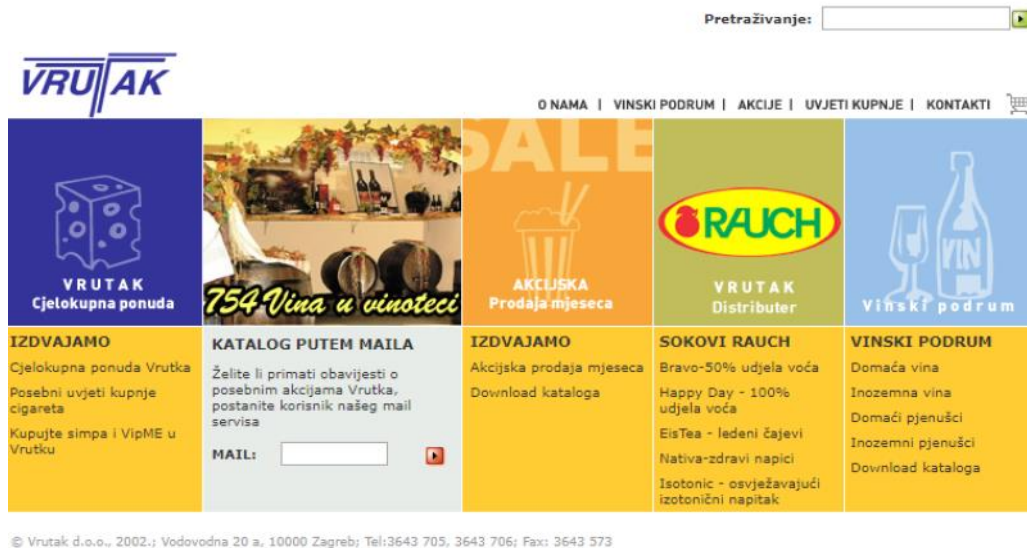 Pretraživanje:
VRUTAK
O NAMA | VINSKI PODRUM | AKCIJE | UVJETI KUPNJE | KONTAKTI
VRUTAK
Cjelokupna ponuda
754 Vina u vinoteci
SALE
AKCIJSKA
Prodaja mjeseca
RAUCH
VRUTAK
Distributer
VIN
Vinski podrum
IZDVAJAMO
Cjelokupna ponuda Vrutka
Posebni uvjeti kupnje
cigareta
Kupujte simpa i VipME u
Vrutku
KATALOG PUTEM MAILA
Želite li primati obavijesti o
posebnim akcijama Vrutka,
postanite korisnik našeg mail
servisa
MAIL:
IZDVAJAMO
Akcijska prodaja mjeseca
Download kataloga
SOKOVI RAUCH
Bravo-50% udjela voća
Happy Day - 100%
udjela voća
EisTea - ledeni čajevi
Nativa-zdravi napici
Isotonic - osvježavajući
izotonični napitak
VINSKI PODRUM
Domaća vina
Inozemna vina
Domaći pjenušci
Inozemni pjenušci
Download kataloga
© Vrutak d.o.o., 2002.; Vodovodna 20 a, 10000 Zagreb; Tel:3643 705, 3643 706; Fax: 3643 573